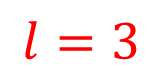 l = 3